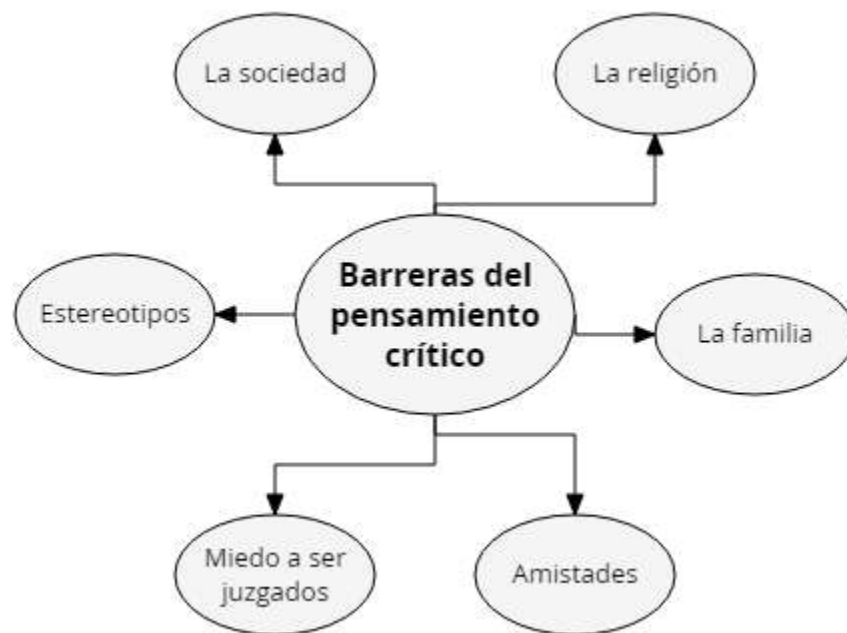 La sociedad
La religión
Barreras del
pensamiento
crítico
Estereotipos
La familia
Miedo a ser
juzgados
Amistades